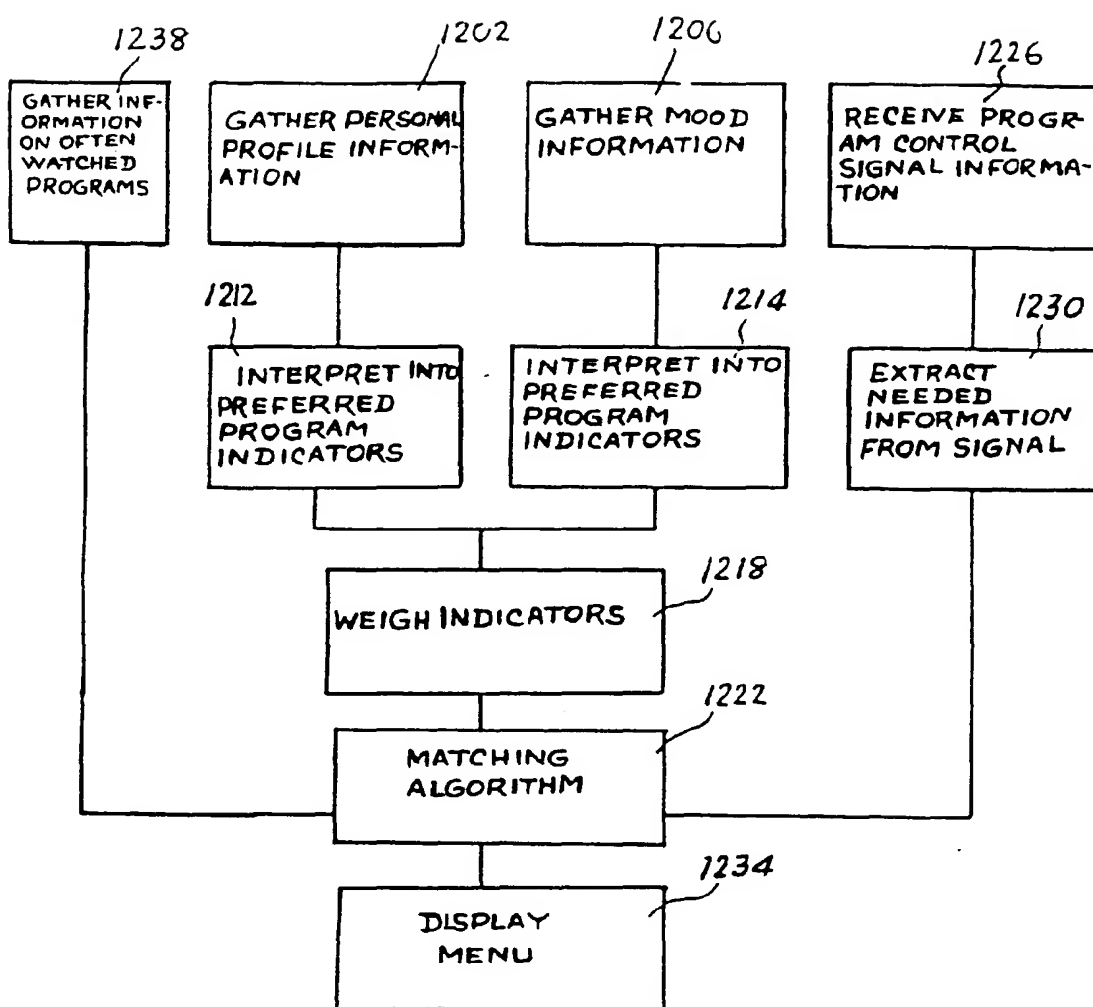 1238
GATHER INF-
ORMATION
ON OFTEN
WATCHED
PROGRAMS
1202
GATHER PERSONAL
PROFILE INFORM-
ATION
1206
GATHER MOOD
INFORMATION
1226
RECEIVE PROGR-
AM CONTROL
SIGNAL INFORMA-
TION
1212
INTERPRET INTO
PREFERRED
PROGRAM
INDICATORS
1214
INTERPRET INTO
PREFERRED
PROGRAM
INDICATORS
1230
EXTRACT
NEEDED
INFORMATION
FROM SIGNAL
1218
WEIGH INDICATORS
1222
MATCHING
ALGORITHM
1234
DISPLAY
MENU